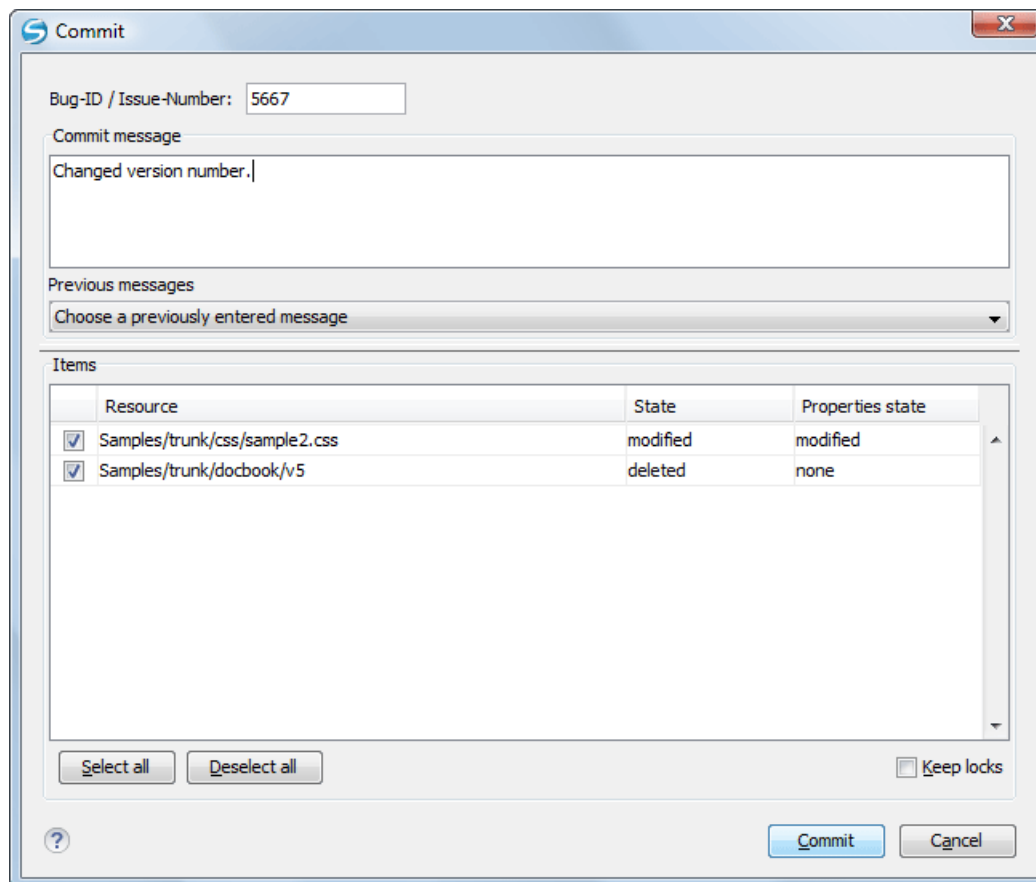 Commit
Bug-ID / Issue-Number: 5667
Commit message
Changed version number.
Previous messages
Choose a previously entered message
Items
Resource State Properties state
Samples/trunk/css/sample2.css modified modified
Samples/trunk/docbook/v5 deleted none
Select all Deselect all Keep locks
? Commit Cancel